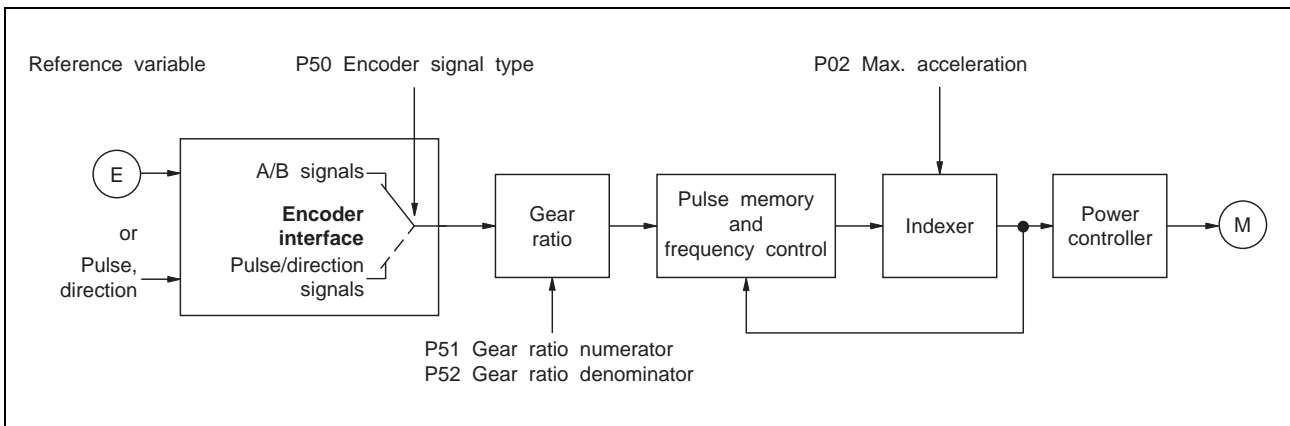 Reference variable
P50 Encoder signal type
P02 Max. acceleration
E
or
Pulse,
direction
A/B signals
Encoder
interface
Pulse/direction
signals
Gear
ratio
Pulse memory
and
frequency control
Indexer
Power
controller
M
P51 Gear ratio numerator
P52 Gear ratio denominator